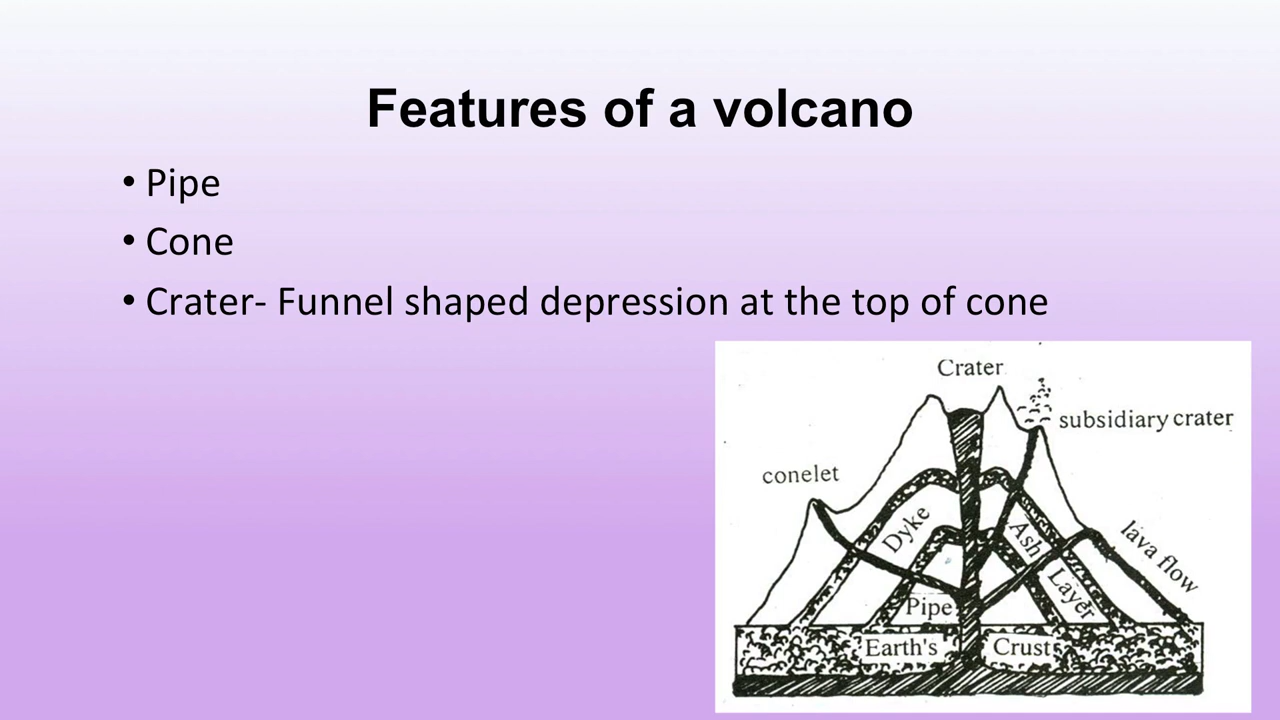 Features of a volcano
• Pipe
• Cone
• Crater- Funnel shaped depression at the top of cone
Crater
subsidiary crater
conelet
Dyke
Ash
Layer
lava flow
Pipe
Earth's
Crust